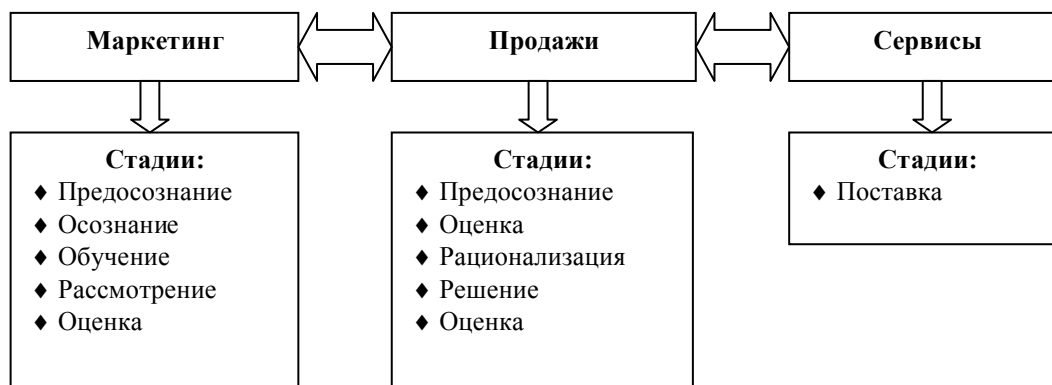 Маркетинг
Продажи
Сервисы
Стадии:
♦ Предосознание
♦ Осознание
♦ Обучение
♦ Рассмотрение
♦ Оценка
Стадии:
♦ Предосознание
♦ Оценка
♦ Рационализация
♦ Решение
♦ Оценка
Стадии:
♦ Поставка